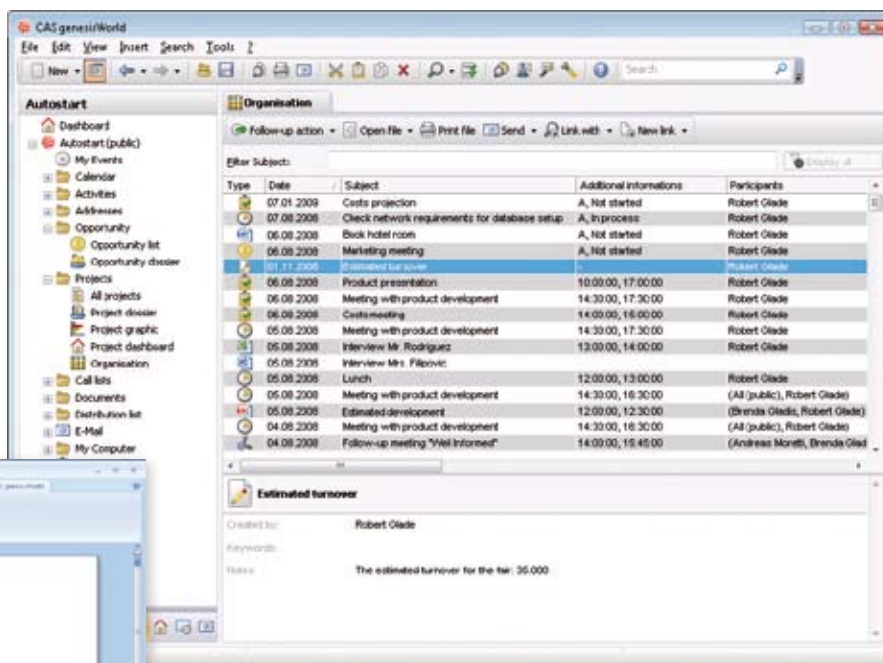 CAS genesisWorld
File Edit View Insert Search Tools ?
New Search
Autostart
Dashboard
Autostart (public)
My Events
Calendar
Activities
Addresses
Opportunity
Opportunity list
Opportunity dossier
Projects
All projects
Project dossier
Project graphic
Project dashboard
Organisation
Call lists
Documents
Distribution list
E-Mail
My Computer
Organisation
Follow-up action Open file Print file Send Link with New link
Filter Subject: Display all
Type Date Subject Additional informations Participants
07.01.2009 Costs projection A, Not started Robert Glade
07.08.2008 Check network requirements for database setup A, In process Robert Glade
06.08.2008 Book hotel room A, Not started Robert Glade
06.08.2008 Marketing meeting A, Not started Robert Glade
01.11.2008 Estimated turnover - Robert Glade
06.08.2008 Product presentation 10:00:00, 17:00:00 Robert Glade
06.08.2008 Meeting with product development 14:30:00, 17:30:00 Robert Glade
06.08.2008 Costs meeting 14:00:00, 16:00:00 Robert Glade
05.08.2008 Meeting with product development 14:30:00, 17:30:00 Robert Glade
05.08.2008 Interview Mr. Rodriguez 13:00:00, 14:00:00 Robert Glade
05.08.2008 Interview Mrs. Filipovic
05.08.2008 Lunch 12:00:00, 13:00:00 Robert Glade
05.08.2008 Meeting with product development 14:30:00, 16:30:00 (All (public), Robert Glade)
05.08.2008 Estimated development 12:00:00, 12:30:00 (Brenda Gladis, Robert Glade)
04.08.2008 Meeting with product development 14:30:00, 16:30:00 (All (public), Robert Glade)
04.08.2008 Follow-up meeting "Well Informed" 14:00:00, 15:45:00 (Andreas Moretti, Brenda Glad
Estimated turnover
Created by: Robert Glade
Keywords:
Notes: The estimated turnover for the fair: 35.000